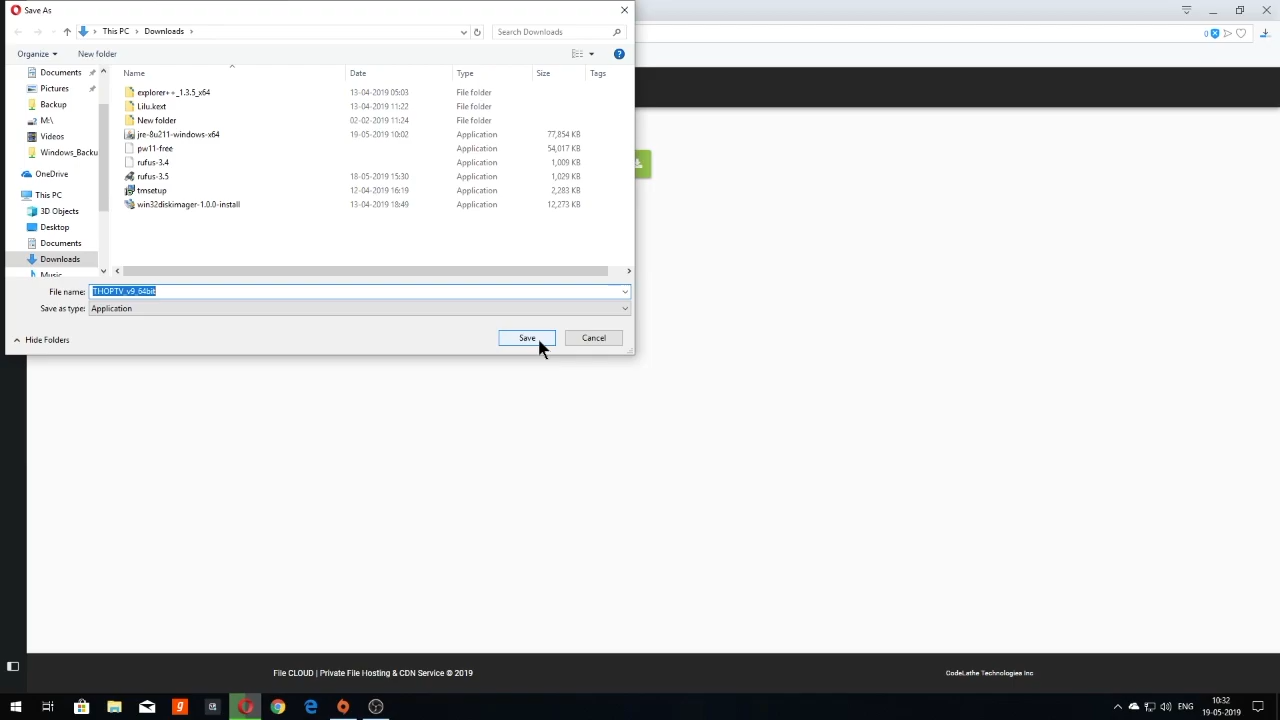 Save As
This PC > Downloads >
Search Downloads
Organize
New folder
Name Date Type Size Tags
Documents
Pictures
Backup
M:\
Videos
Windows_Backu
OneDrive
This PC
3D Objects
Desktop
Documents
Downloads
Music
explorer++_1.3.5_x64 13-04-2019 05:03 File folder
Lilu.kext 13-04-2019 11:22 File folder
New folder 02-02-2019 11:24 File folder
jre-8u211-windows-x64 19-05-2019 10:02 Application 77,854 KB
pw11-free Application 54,017 KB
rufus-3.4 Application 1,009 KB
rufus-3.5 18-05-2019 15:30 Application 1,029 KB
tmsetup 12-04-2019 16:19 Application 2,283 KB
win32diskimager-1.0.0-install 13-04-2019 18:49 Application 12,273 KB
File name: THOPTV_v9_64bit
Save as type: Application
Hide Folders
Save
Cancel
0
File CLOUD | Private File Hosting & CDN Service © 2019
CodeLathe Technologies Inc
ENG
10:32
19-05-2019